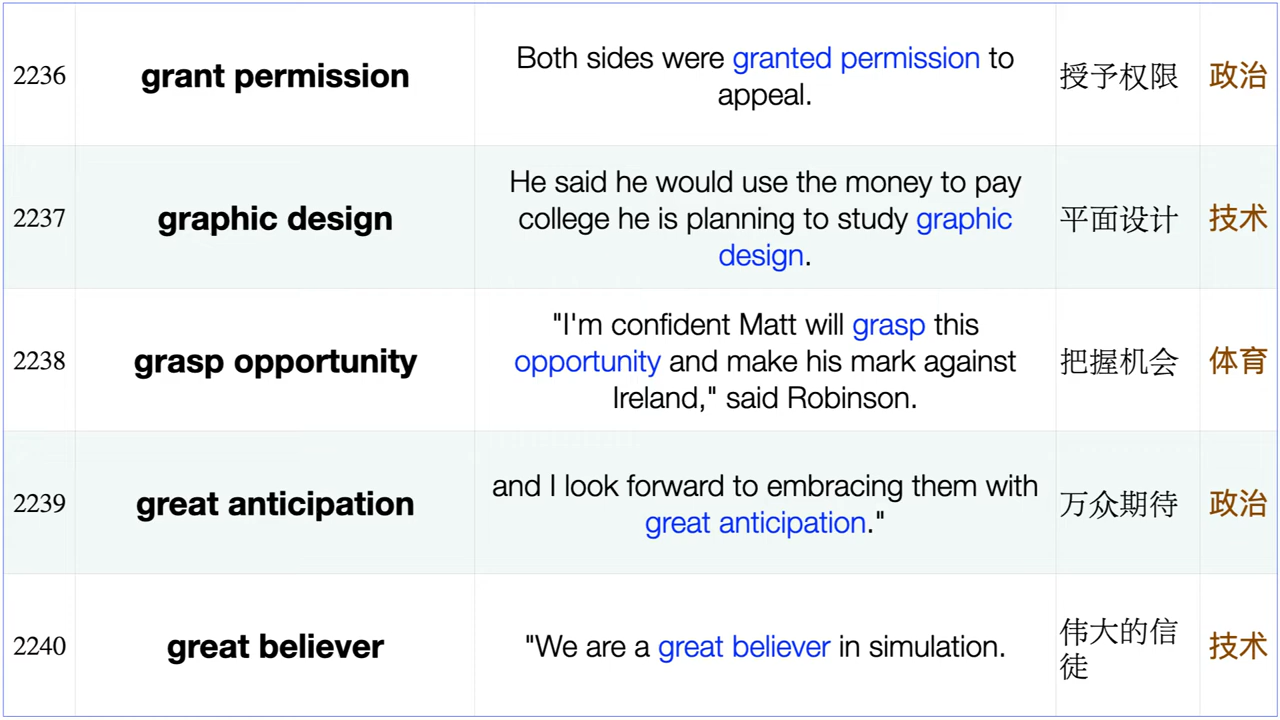 2236
grant permission
Both sides were granted permission to
appeal.
授予权限
政治
2237
graphic design
He said he would use the money to pay
college he is planning to study graphic
design.
平面设计
技术
2238
grasp opportunity
"I'm confident Matt will grasp this
opportunity and make his mark against
Ireland," said Robinson.
把握机会
体育
2239
great anticipation
and I look forward to embracing them with
great anticipation."
万众期待
政治
2240
great believer
"We are a great believer in simulation.
伟大的信
徒
技术